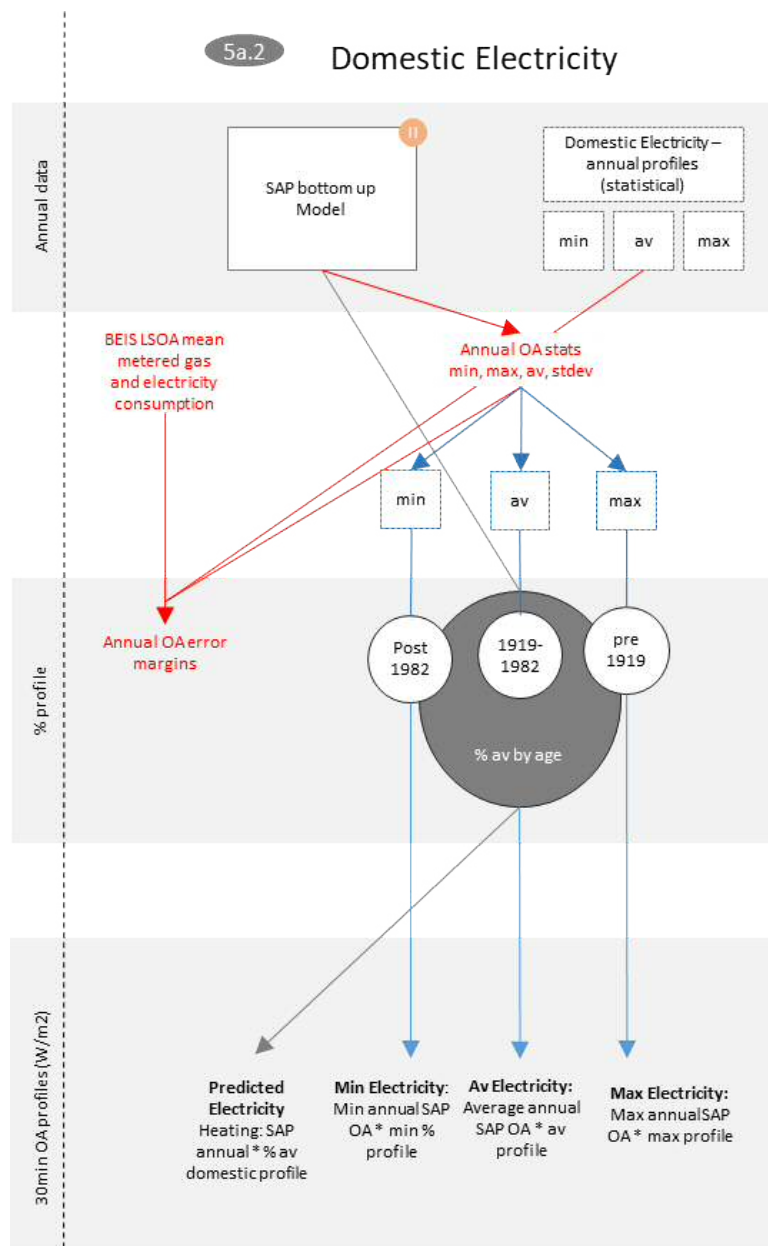 5a.2
Domestic Electricity
Annual data
II
SAP bottom up
Model
Domestic Electricity –
annual profiles
(statistical)
min
av
max
BEIS LSOA mean
metered gas
and electricity
consumption
Annual OA stats
min, max, av, stdev
min
av
max
% profile
Annual OA error
margins
Post
1982
1919-
1982
pre
1919
% av by age
30min OA profiles (W/m2)
Predicted
Electricity
Heating: SAP
annual * % av
domestic profile
Min Electricity:
Min annual SAP
OA * min %
profile
Av Electricity:
Average annual
SAP OA * av
profile
Max Electricity:
Max annual SAP
OA * max profile